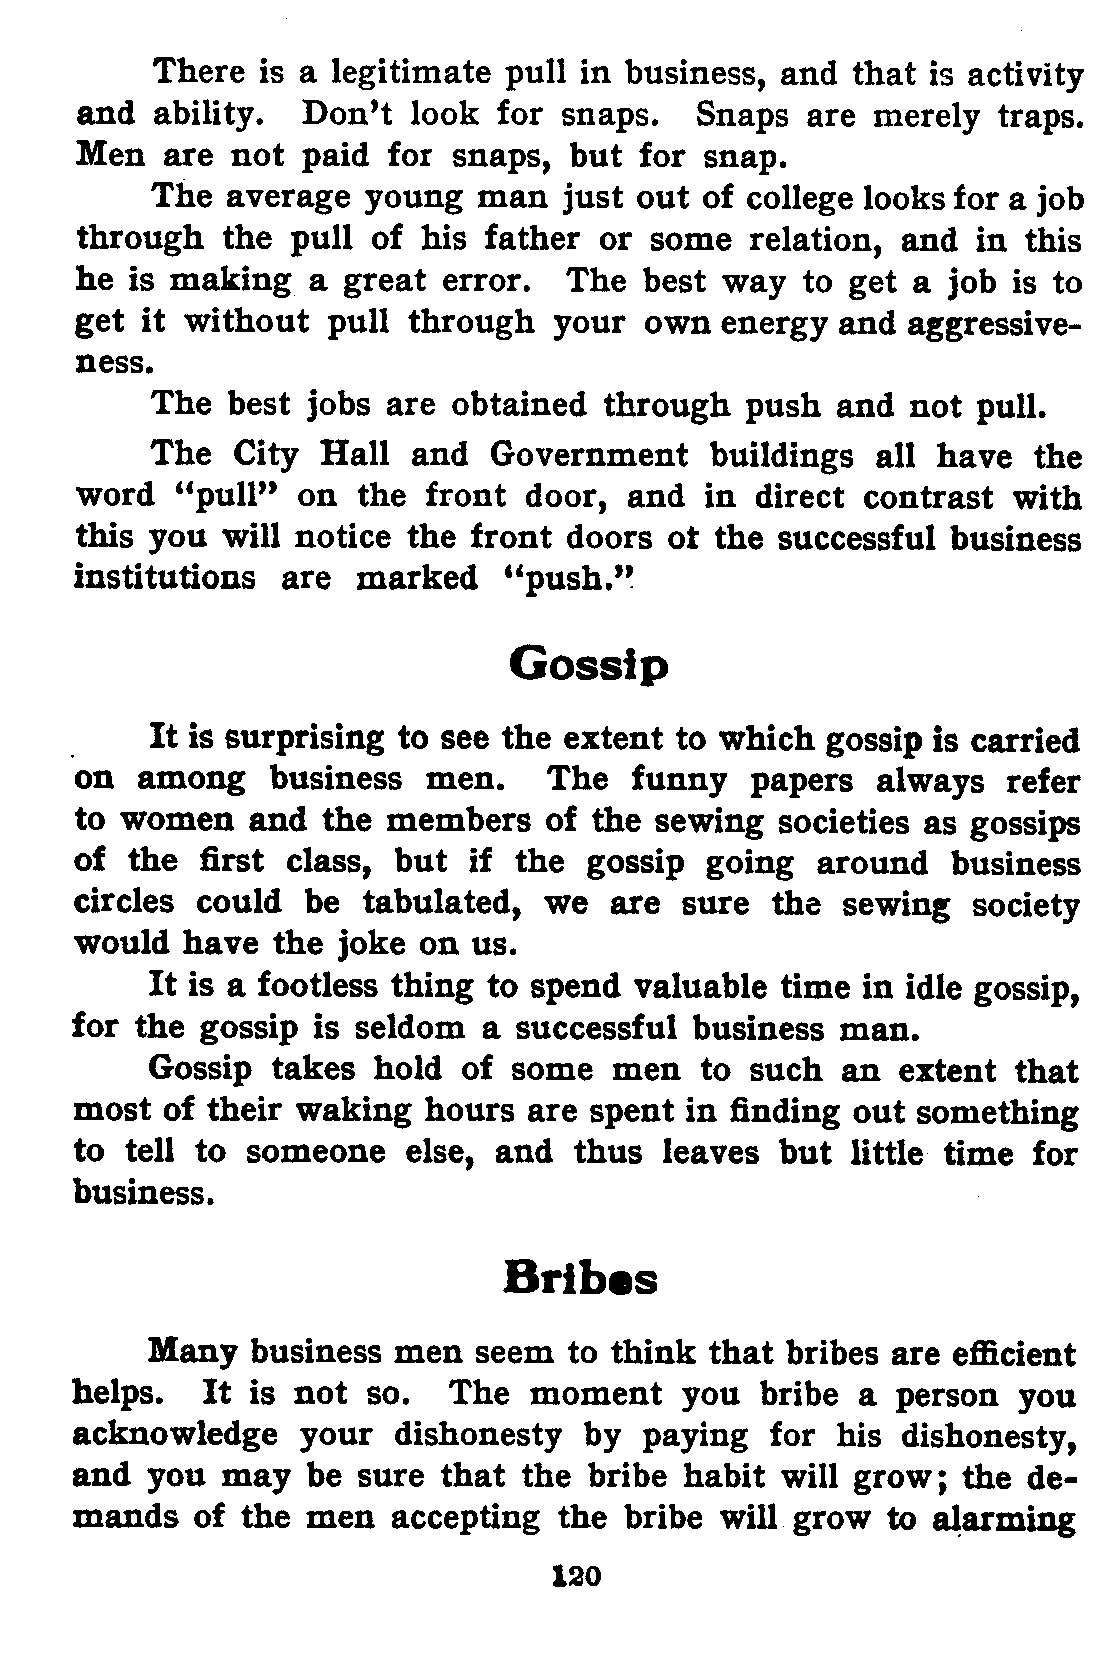 There is a legitimate pull in business, and that is activity
and ability. Don't look for snaps. Snaps are merely traps.
Men are not paid for snaps, but for snap.
The average young man just out of college looks for a job
through the pull of his father or some relation, and in this
he is making a great error. The best way to get a job is to
get it without pull through your own energy and aggressive-
ness.
The best jobs are obtained through push and not pull.
The City Hall and Government buildings all have the
word “pull” on the front door, and in direct contrast with
this you will notice the front doors of the successful business
institutions are marked “push.”
Gossip
It is surprising to see the extent to which gossip is carried
on among business men. The funny papers always refer
to women and the members of the sewing societies as gossips
of the first class, but if the gossip going around business
circles could be tabulated, we are sure the sewing society
would have the joke on us.
It is a footless thing to spend valuable time in idle gossip,
for the gossip is seldom a successful business man.
Gossip takes hold of some men to such an extent that
most of their waking hours are spent in finding out something
to tell to someone else, and thus leaves but little time for
business.
Bribes
Many business men seem to think that bribes are efficient
helps. It is not so. The moment you bribe a person you
acknowledge your dishonesty by paying for his dishonesty,
and you may be sure that the bribe habit will grow; the de-
mands of the men accepting the bribe will grow to alarming
120